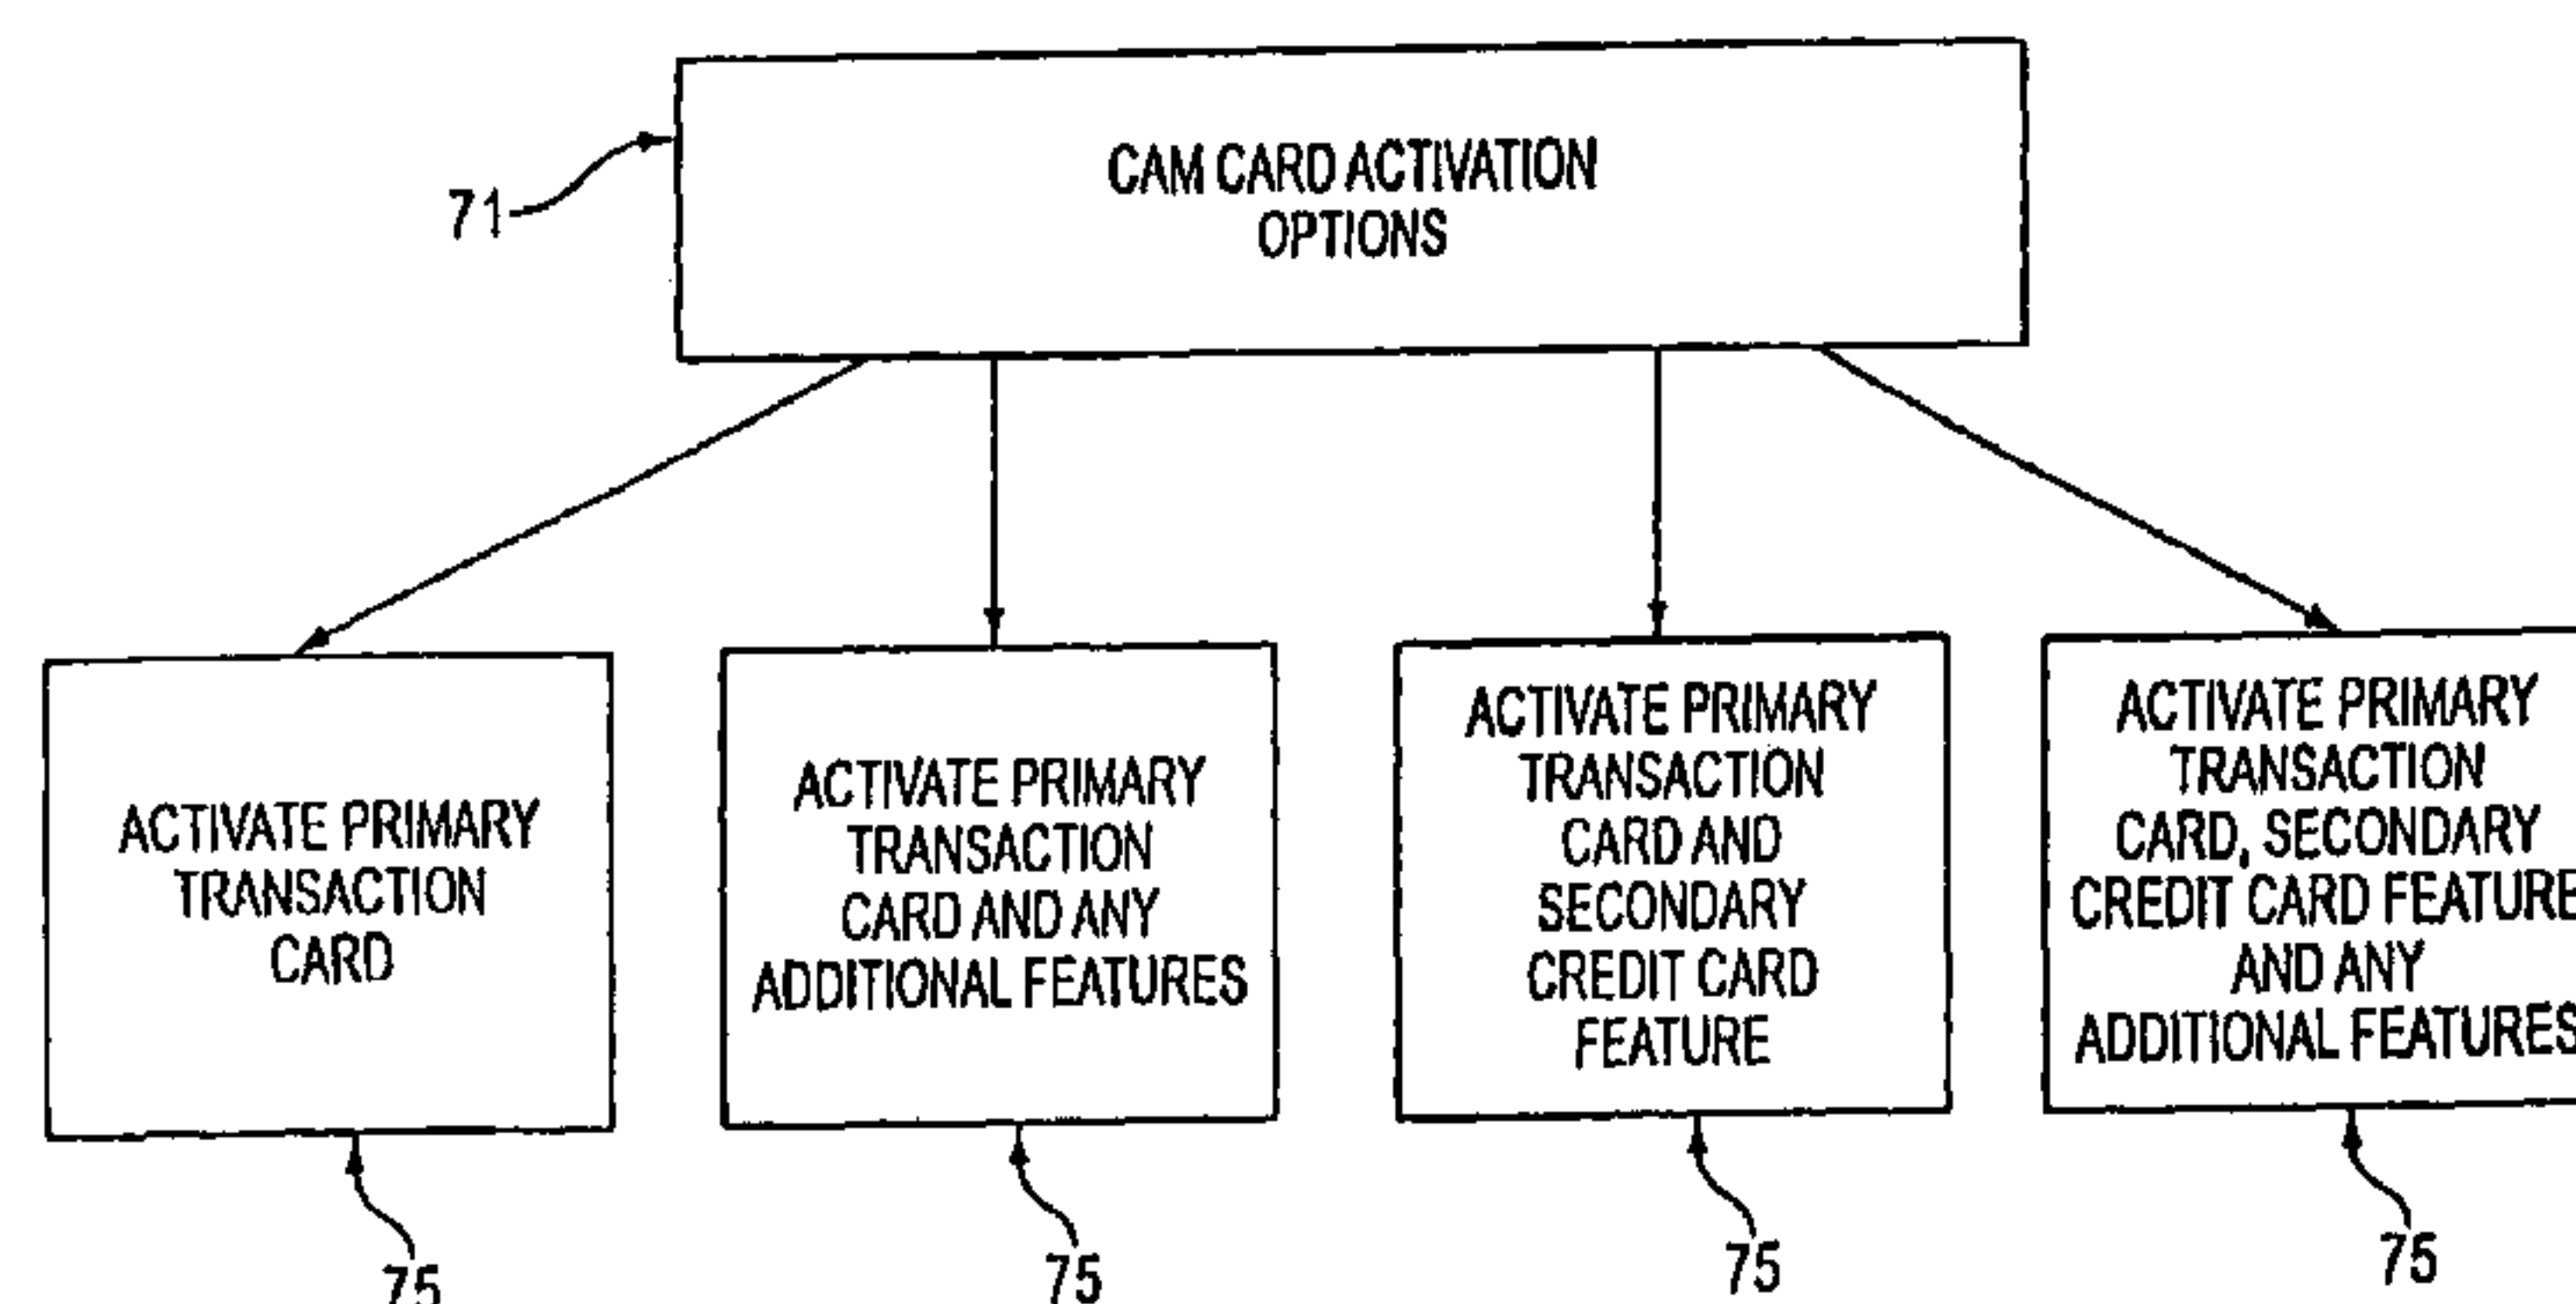 CAM CARD ACTIVATION
OPTIONS
71
ACTIVATE PRIMARY
TRANSACTION
CARD
75
ACTIVATE PRIMARY
TRANSACTION
CARD AND ANY
ADDITIONAL FEATURES
75
ACTIVATE PRIMARY
TRANSACTION
CARD AND
SECONDARY
CREDIT CARD
FEATURE
75
ACTIVATE PRIMARY
TRANSACTION
CARD, SECONDARY
CREDIT CARD FEATURE
AND ANY
ADDITIONAL FEATURES
75